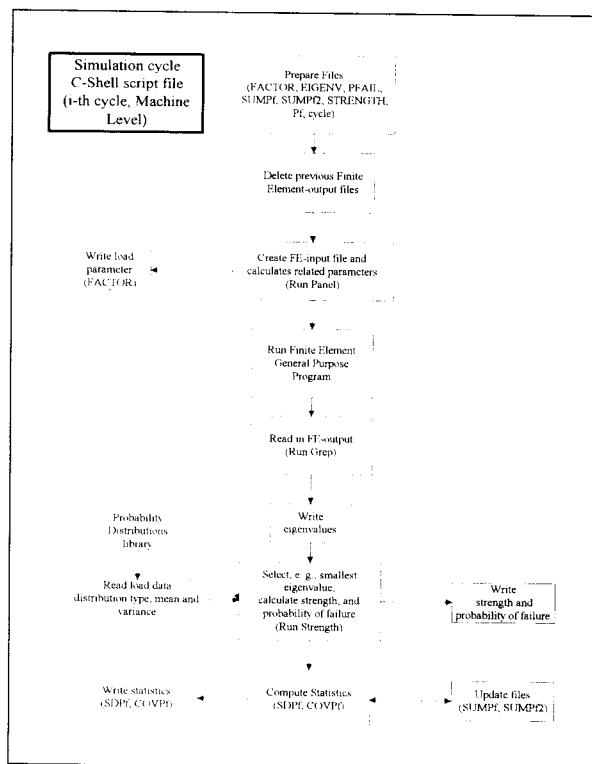 Simulation cycle
C-Shell script file
(i-th cycle, Machine
Level)
Prepare Files
(FACTOR, EIGENV, PFAIL,
SUMPf, SUMPf2, STRENGTH,
Pf, cycle)
Delete previous Finite
Element-output files
Write load
parameter
(FACTOR)
Create FE-input file and
calculates related parameters
(Run Panel)
Run Finite Element
General Purpose
Program
Read in FE-output
(Run Grep)
Probability
Distributions
library
Write
eigenvalues
Read load data
distribution type, mean and
variance
Select, e.g., smallest
eigenvalue,
calculate strength, and
probability of failure
(Run Strength)
Write
strength and
probability of failure
Write statistics
(SDPf, COVPf)
Compute Statistics
(SDPf, COVPf)
Update files
(SUMPf, SUMPf2)